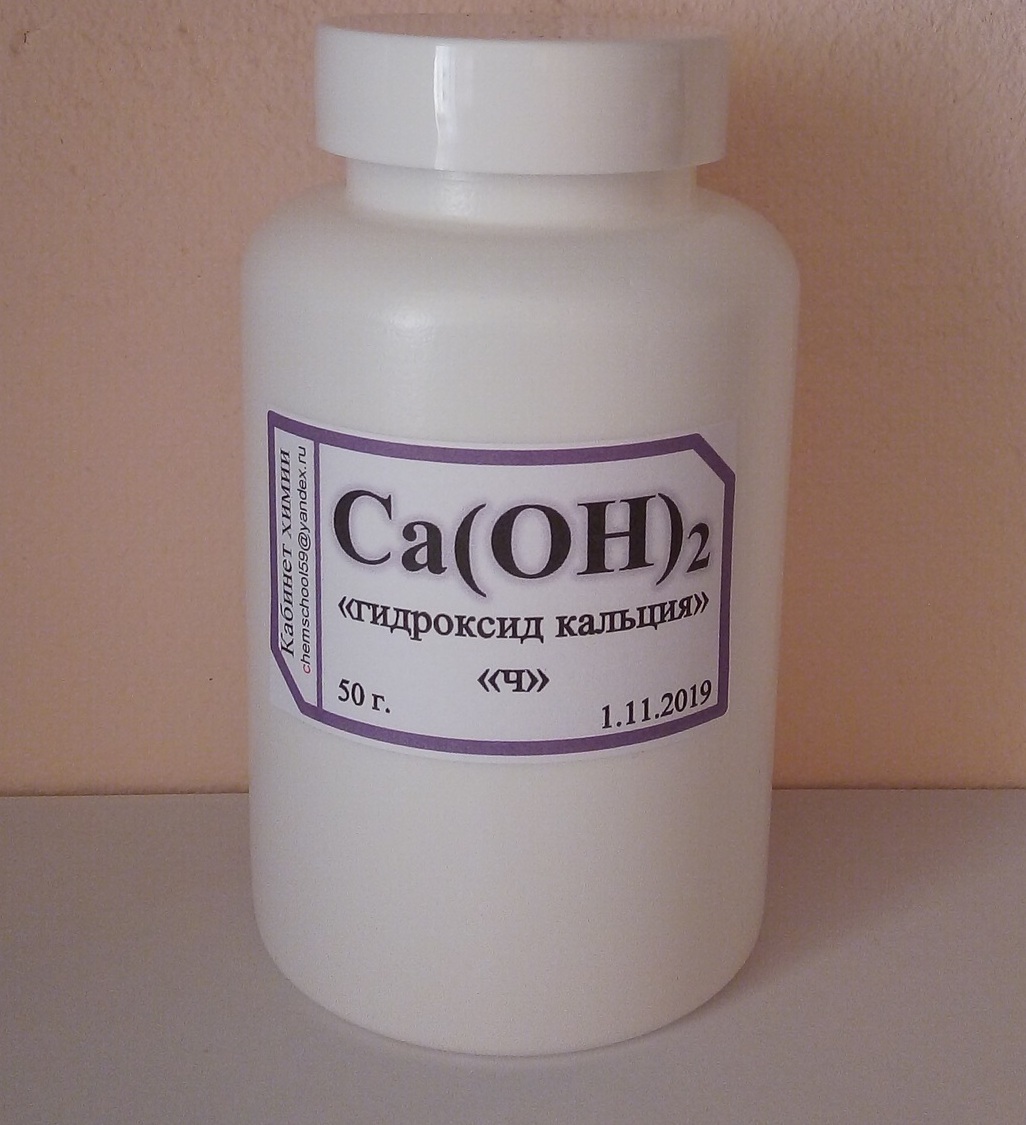 Кабинет химии
chemschool59@yandex.ru
Ca(OH)₂
«гидроксид кальция»
«ч»
50 г.
1.11.2019